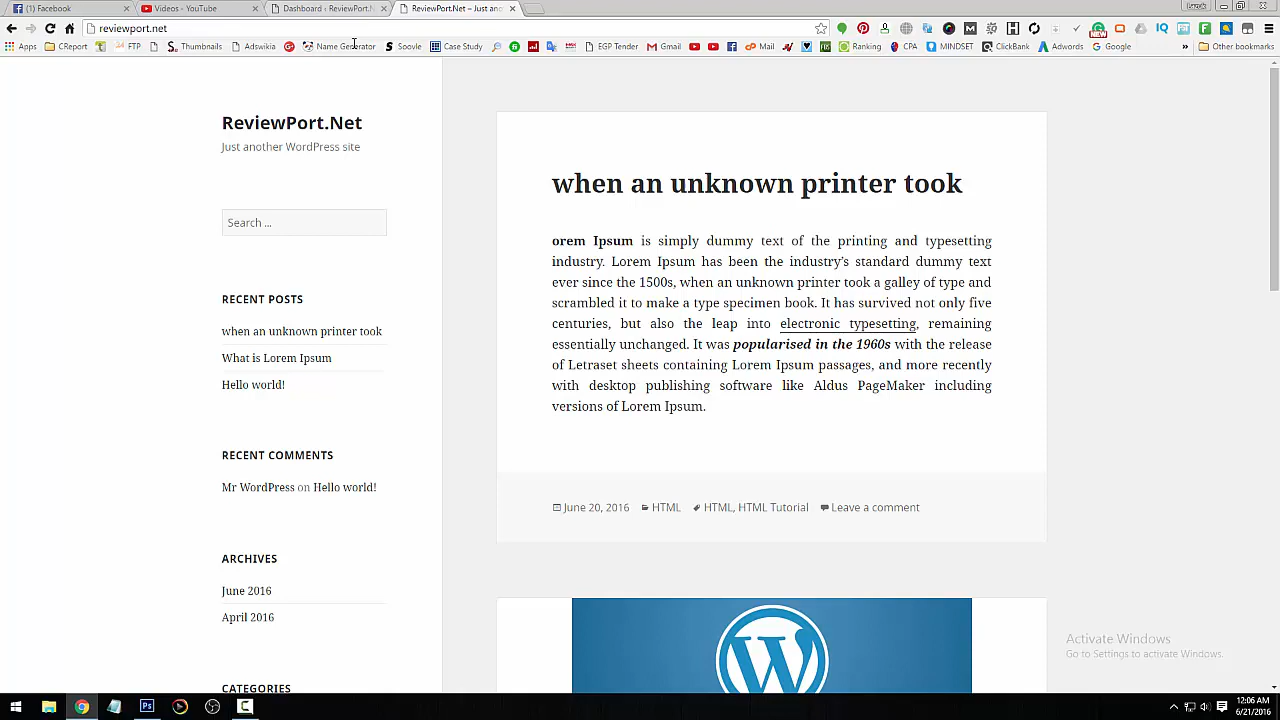 (1) Facebook
Videos - YouTube
Dashboard ‹ ReviewPort.N
ReviewPort.Net – Just ano
reviewport.net
Apps
CReport
FTP
Thumbnails
Adswikia
Name Generator
Soovle
Case Study
EGP Tender
Gmail
Mail
Ranking
CPA
MINDSET
ClickBank
Adwords
Google
»
Other bookmarks
ReviewPort.Net
Just another WordPress site
Search ...
RECENT POSTS
when an unknown printer took
What is Lorem Ipsum
Hello world!
RECENT COMMENTS
Mr WordPress on Hello world!
ARCHIVES
June 2016
April 2016
CATEGORIES
when an unknown printer took
orem Ipsum is simply dummy text of the printing and typesetting
industry. Lorem Ipsum has been the industry's standard dummy text
ever since the 1500s, when an unknown printer took a galley of type and
scrambled it to make a type specimen book. It has survived not only five
centuries, but also the leap into electronic typesetting, remaining
essentially unchanged. It was popularised in the 1960s with the release
of Letraset sheets containing Lorem Ipsum passages, and more recently
with desktop publishing software like Aldus PageMaker including
versions of Lorem Ipsum.
June 20, 2016 HTML HTML, HTML Tutorial Leave a comment
Activate Windows
Go to Settings to activate Windows.
12:06 AM
6/21/2016